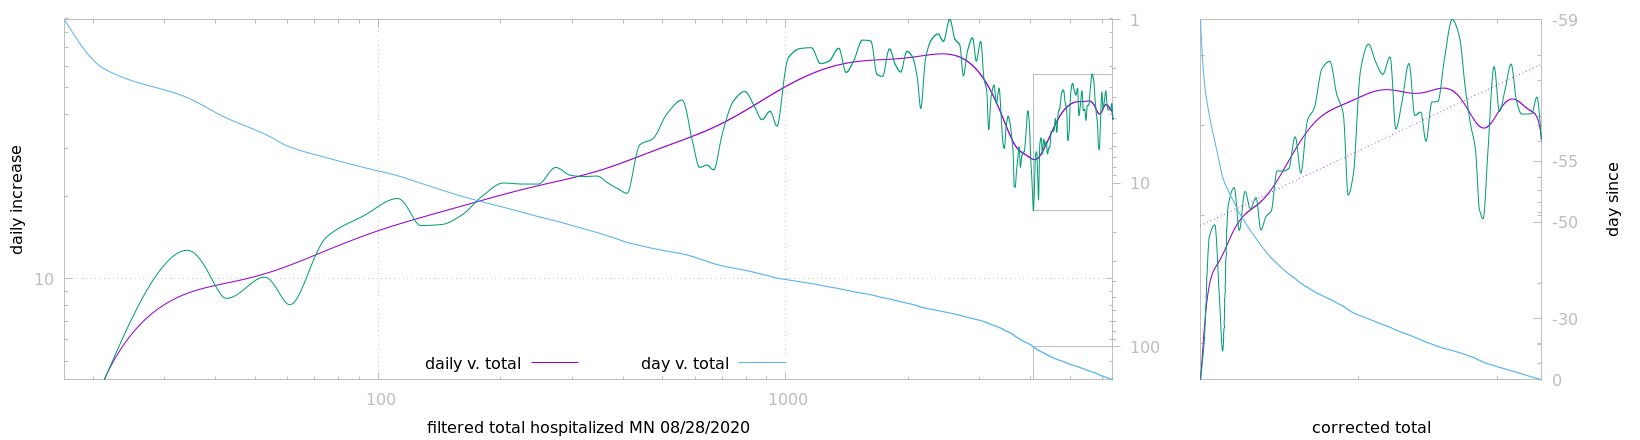 daily increase
10
100
1000
1
10
100
daily v. total
day v. total
filtered total hospitalized MN 08/28/2020
-59
-55
-50
-30
0
day since
corrected total